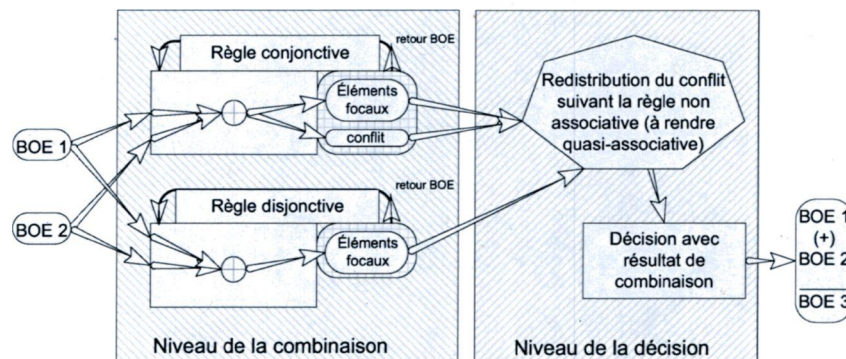 BOE 1
BOE 2
Règle conjonctive
retour BOE
Éléments
focaux
conflit
Règle disjonctive
retour BOE
Éléments
focaux
Niveau de la combinaison
Redistribution du conflit
suivant la règle non
associative (à rendre
quasi-associative)
Décision avec
résultat de
combinaison
Niveau de la décision
BOE 1
(+)
BOE 2
BOE 3